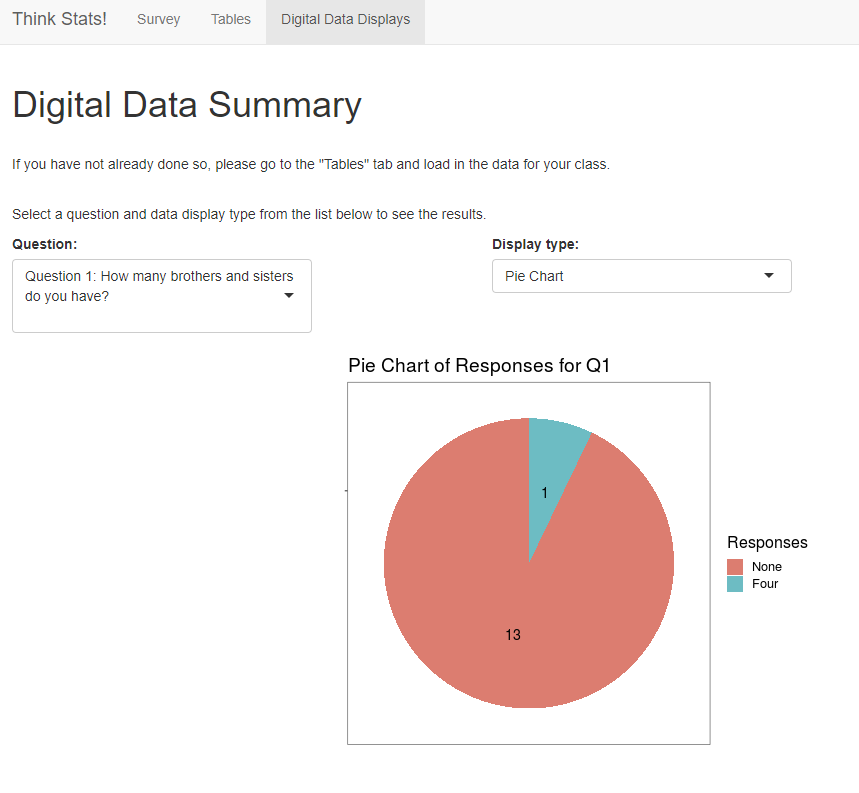 Think Stats! Survey Tables Digital Data Displays
Digital Data Summary
If you have not already done so, please go to the "Tables" tab and load in the data for your class.
Select a question and data display type from the list below to see the results.
Question:
Question 1: How many brothers and sisters
do you have?
Display type:
Pie Chart
Pie Chart of Responses for Q1
1
13
Responses
None
Four